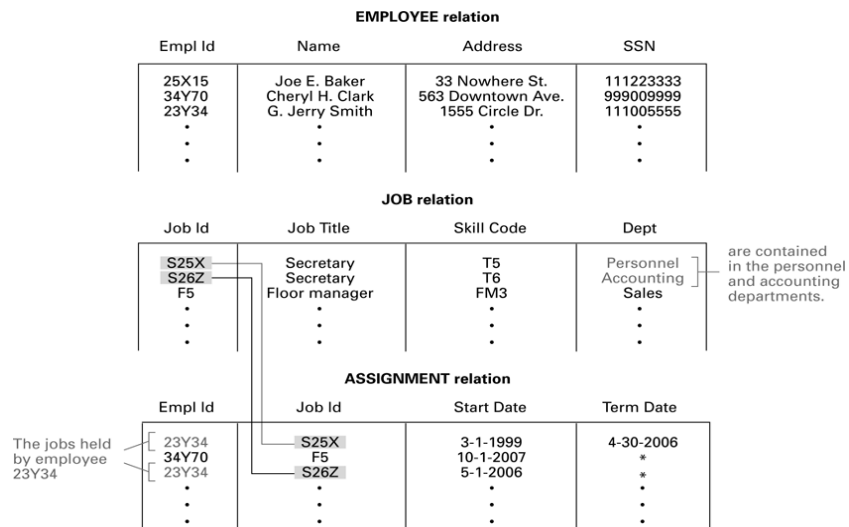 EMPLOYEE relation
Empl Id Name Address SSN
25X15 Joe E. Baker 33 Nowhere St. 111223333
34Y70 Cheryl H. Clark 563 Downtown Ave. 999009999
23Y34 G. Jerry Smith 1555 Circle Dr. 111005555
JOB relation
Job Id Job Title Skill Code Dept
S25X Secretary T5 Personnel
S26Z Secretary T6 Accounting
F5 Floor manager FM3 Sales
are contained
in the personnel
and accounting
departments.
ASSIGNMENT relation
Empl Id Job Id Start Date Term Date
23Y34 S25X 3-1-1999 4-30-2006
34Y70 F5 10-1-2007 *
23Y34 S26Z 5-1-2006 *
The jobs held
by employee
23Y34